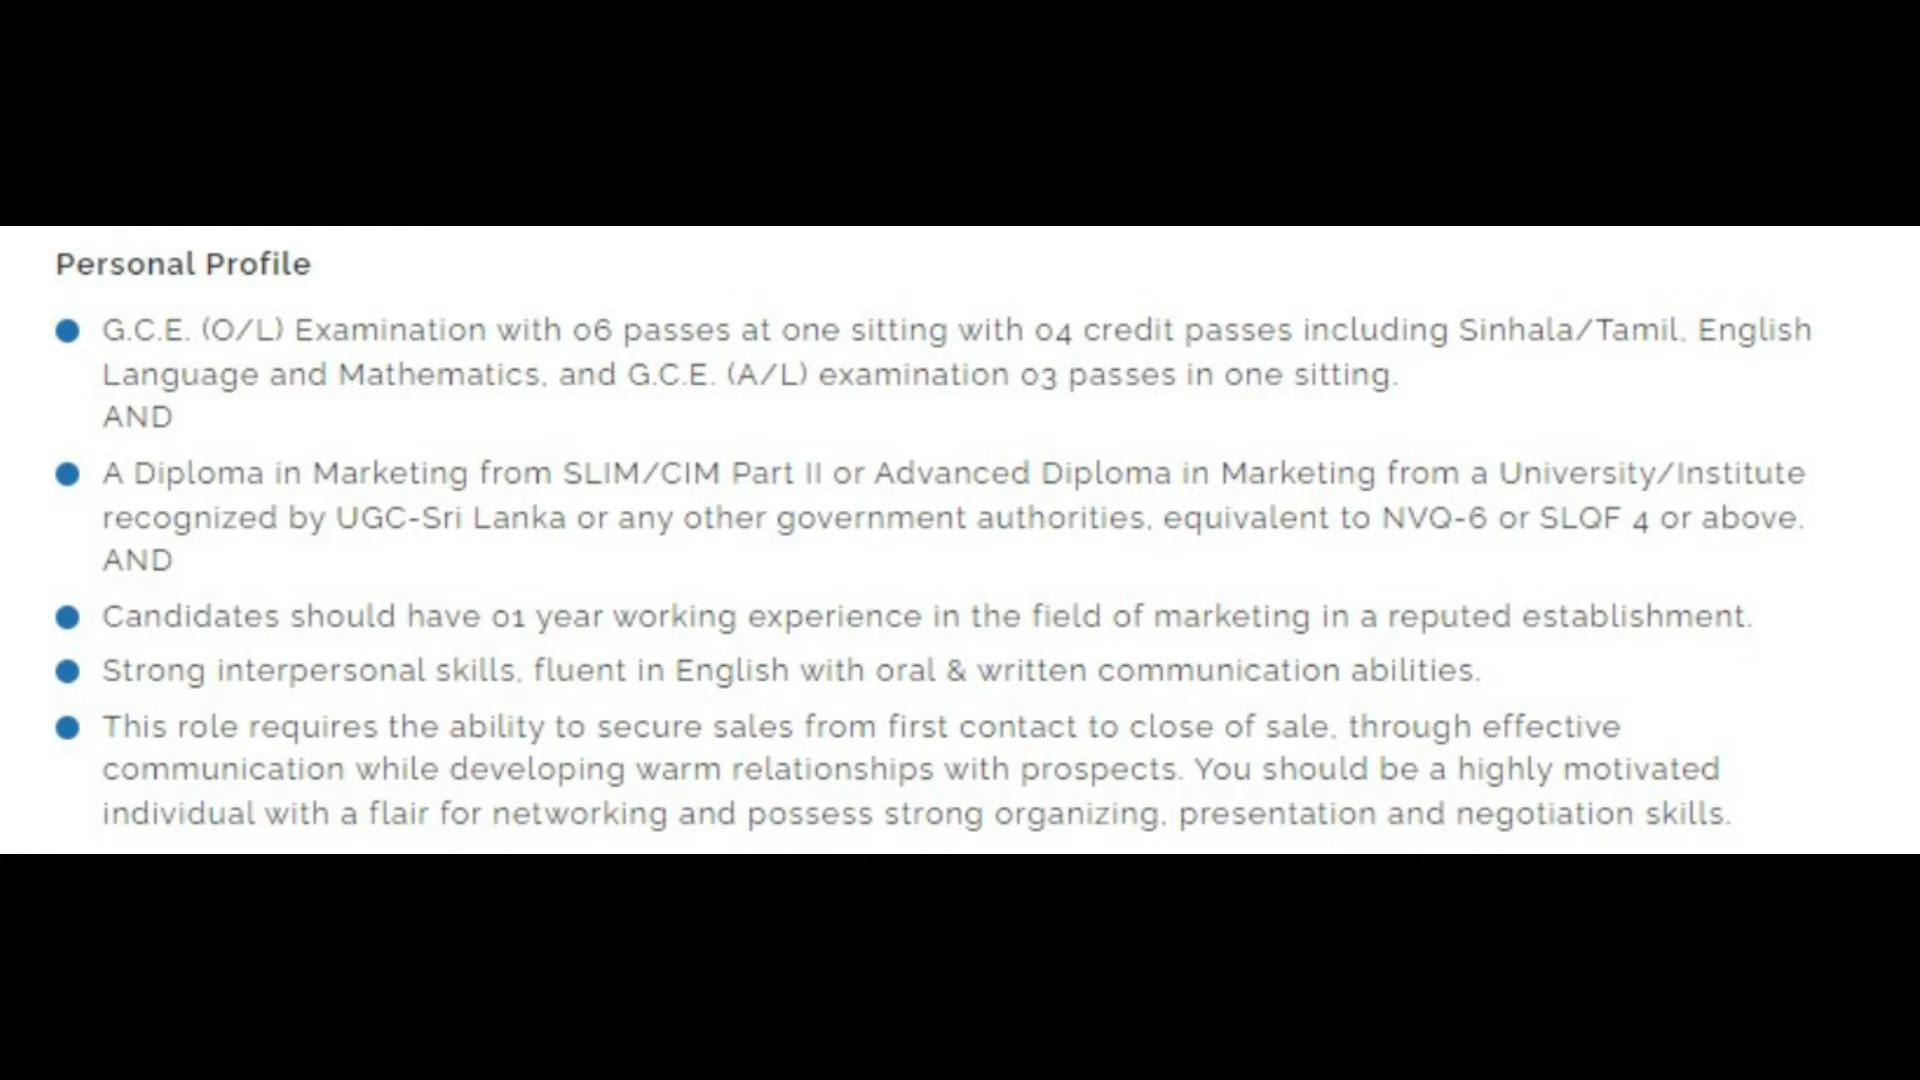 Personal Profile
G.C.E. (O/L) Examination with 06 passes at one sitting with 04 credit passes including Sinhala/Tamil, English
Language and Mathematics, and G.C.E. (A/L) examination 03 passes in one sitting.
AND
A Diploma in Marketing from SLIM/CIM Part II or Advanced Diploma in Marketing from a University/Institute
recognized by UGC-Sri Lanka or any other government authorities, equivalent to NVQ-6 or SLQF 4 or above.
AND
Candidates should have 01 year working experience in the field of marketing in a reputed establishment.
Strong interpersonal skills, fluent in English with oral & written communication abilities.
This role requires the ability to secure sales from first contact to close of sale, through effective
communication while developing warm relationships with prospects. You should be a highly motivated
individual with a flair for networking and possess strong organizing, presentation and negotiation skills.